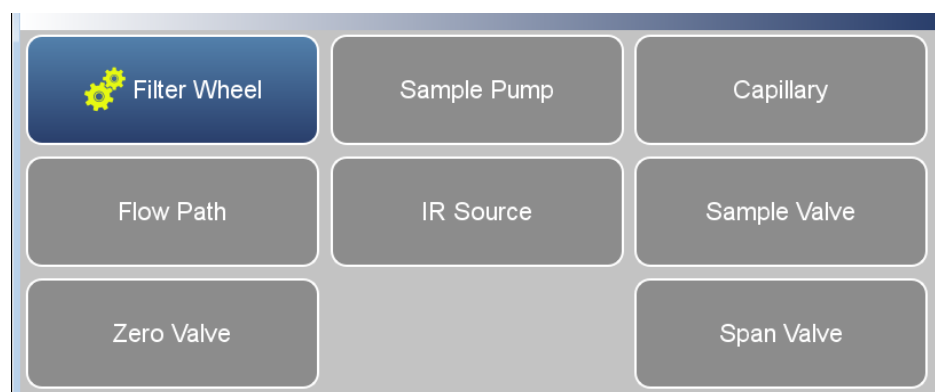 Filter Wheel
Sample Pump
Capillary
Flow Path
IR Source
Sample Valve
Zero Valve
Span Valve